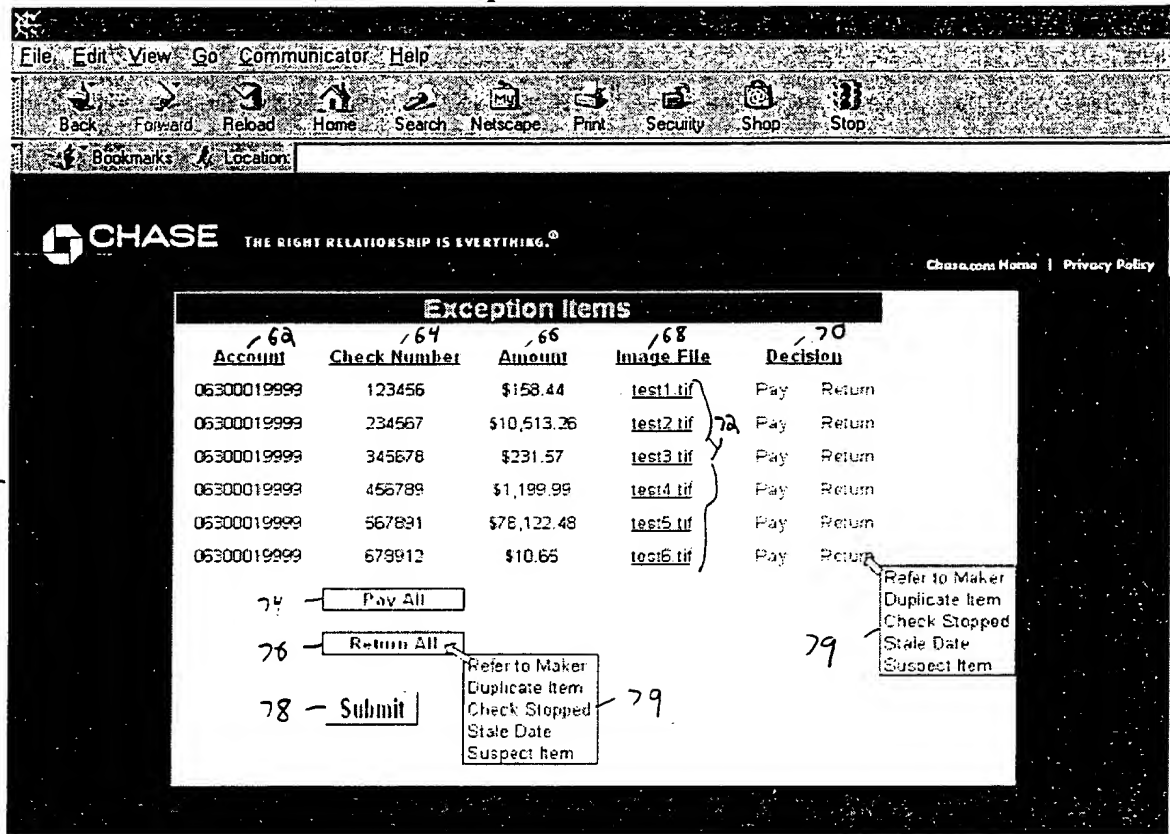 File Edit View Go Communicator Help
Back Forward Reload Home Search Netscape Print Security Shop Stop
Bookmarks Location:
CHASE THE RIGHT RELATIONSHIP IS EVERYTHING.®
Chase.com Home | Privacy Policy
Exception Items
62 64 66 68 70
Account Check Number Amount Image File Decision
06300019999 123456 $158.44 test1.tif Pay Return
06300019999 234567 $10,513.26 test2.tif 72 Pay Return
06300019999 345678 $231.57 test3.tif Pay Return
06300019999 456789 $1,199.99 test4.tif Pay Return
06300019999 567891 $78,122.48 test5.tif Pay Return
06300019999 678912 $10.65 test6.tif Pay Return
Refer to Maker
Duplicate Item
Check Stopped
Stale Date
Suspect Item
79
74 Pay All
76 Return All
Refer to Maker
Duplicate Item
Check Stopped
Stale Date
Suspect Item
79
78 Submit